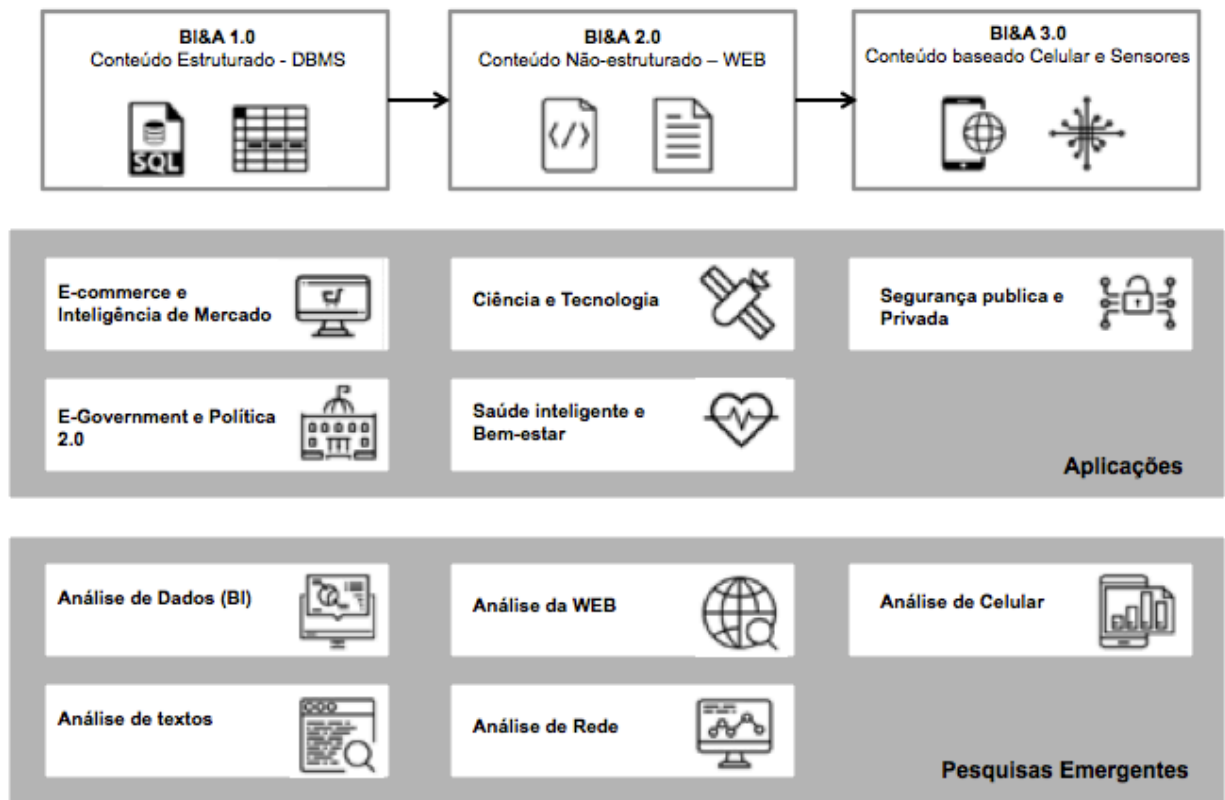 BI&A 1.0
Conteúdo Estruturado - DBMS
SQL
BI&A 2.0
Conteúdo Não-estruturado – WEB
BI&A 3.0
Conteúdo baseado Celular e Sensores
E-commerce e
Inteligência de Mercado
Ciência e Tecnologia
Segurança publica e
Privada
E-Government e Política
2.0
Saúde inteligente e
Bem-estar
Aplicações
Análise de Dados (BI)
Análise da WEB
Análise de Celular
Análise de textos
Análise de Rede
Pesquisas Emergentes